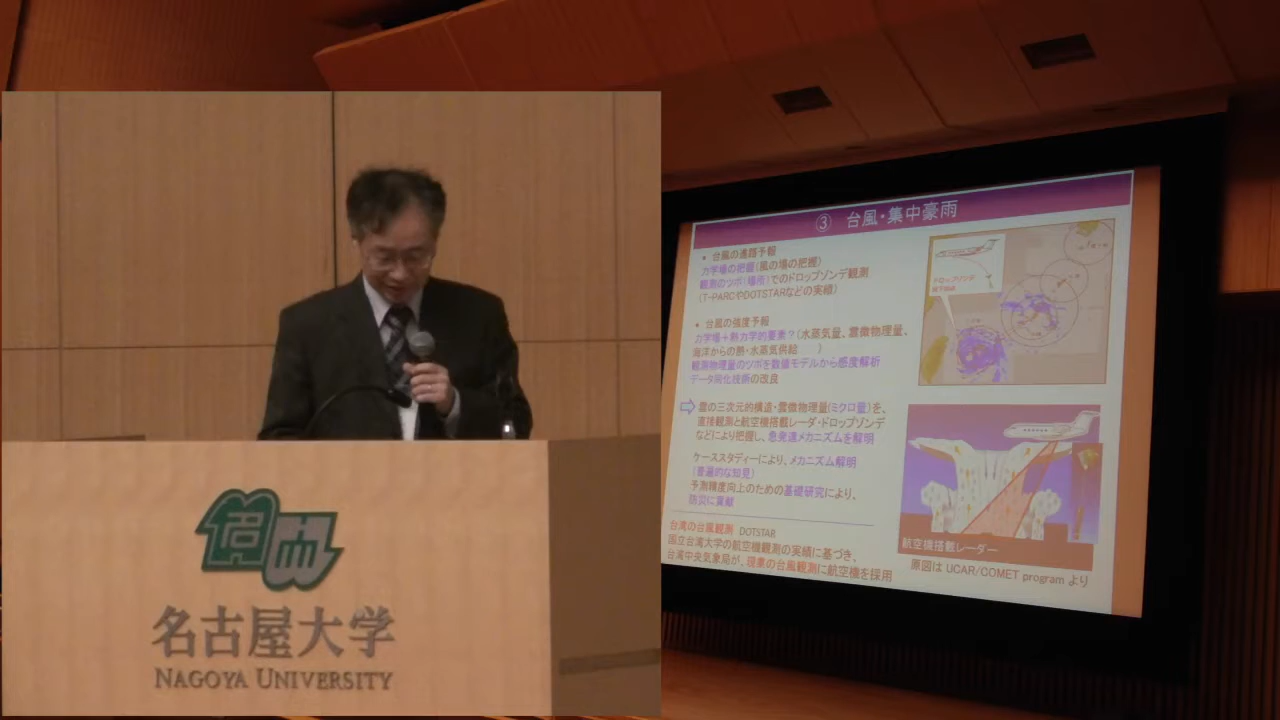 ③ 台風・集中豪雨
• 台風の進路予報
力学場の把握(風の場の把握)
観測のツボ(場所)でのドロップゾンデ観測
(T-PARCやDOTSTARなどの実績)
• 台風の強度予報
力学場+熱力学的要素?(水蒸気量、雲微物理量、
海洋からの熱・水蒸気供給 )
観測物理量のツボを数値モデルから感度解析
データ同化技術の改良
雲の三次元的構造・雲微物理量(ミクロ量)を、
直接観測と航空機搭載レーダ・ドロップゾンデ
などにより把握し、急発達メカニズムを解明
ケーススタディーにより、メカニズム解明
(普遍的な知見)
予測精度向上のための基礎研究により、
防災に貢献
台湾の台風観測 DOTSTAR
国立台湾大学の航空機観測の実績に基づき、
台湾中央気象局が、現業の台風観測に航空機を採用
ドロップゾンデ
航空機搭載レーダー
原図は UCAR/COMET program より
名古屋大学
NAGOYA UNIVERSITY